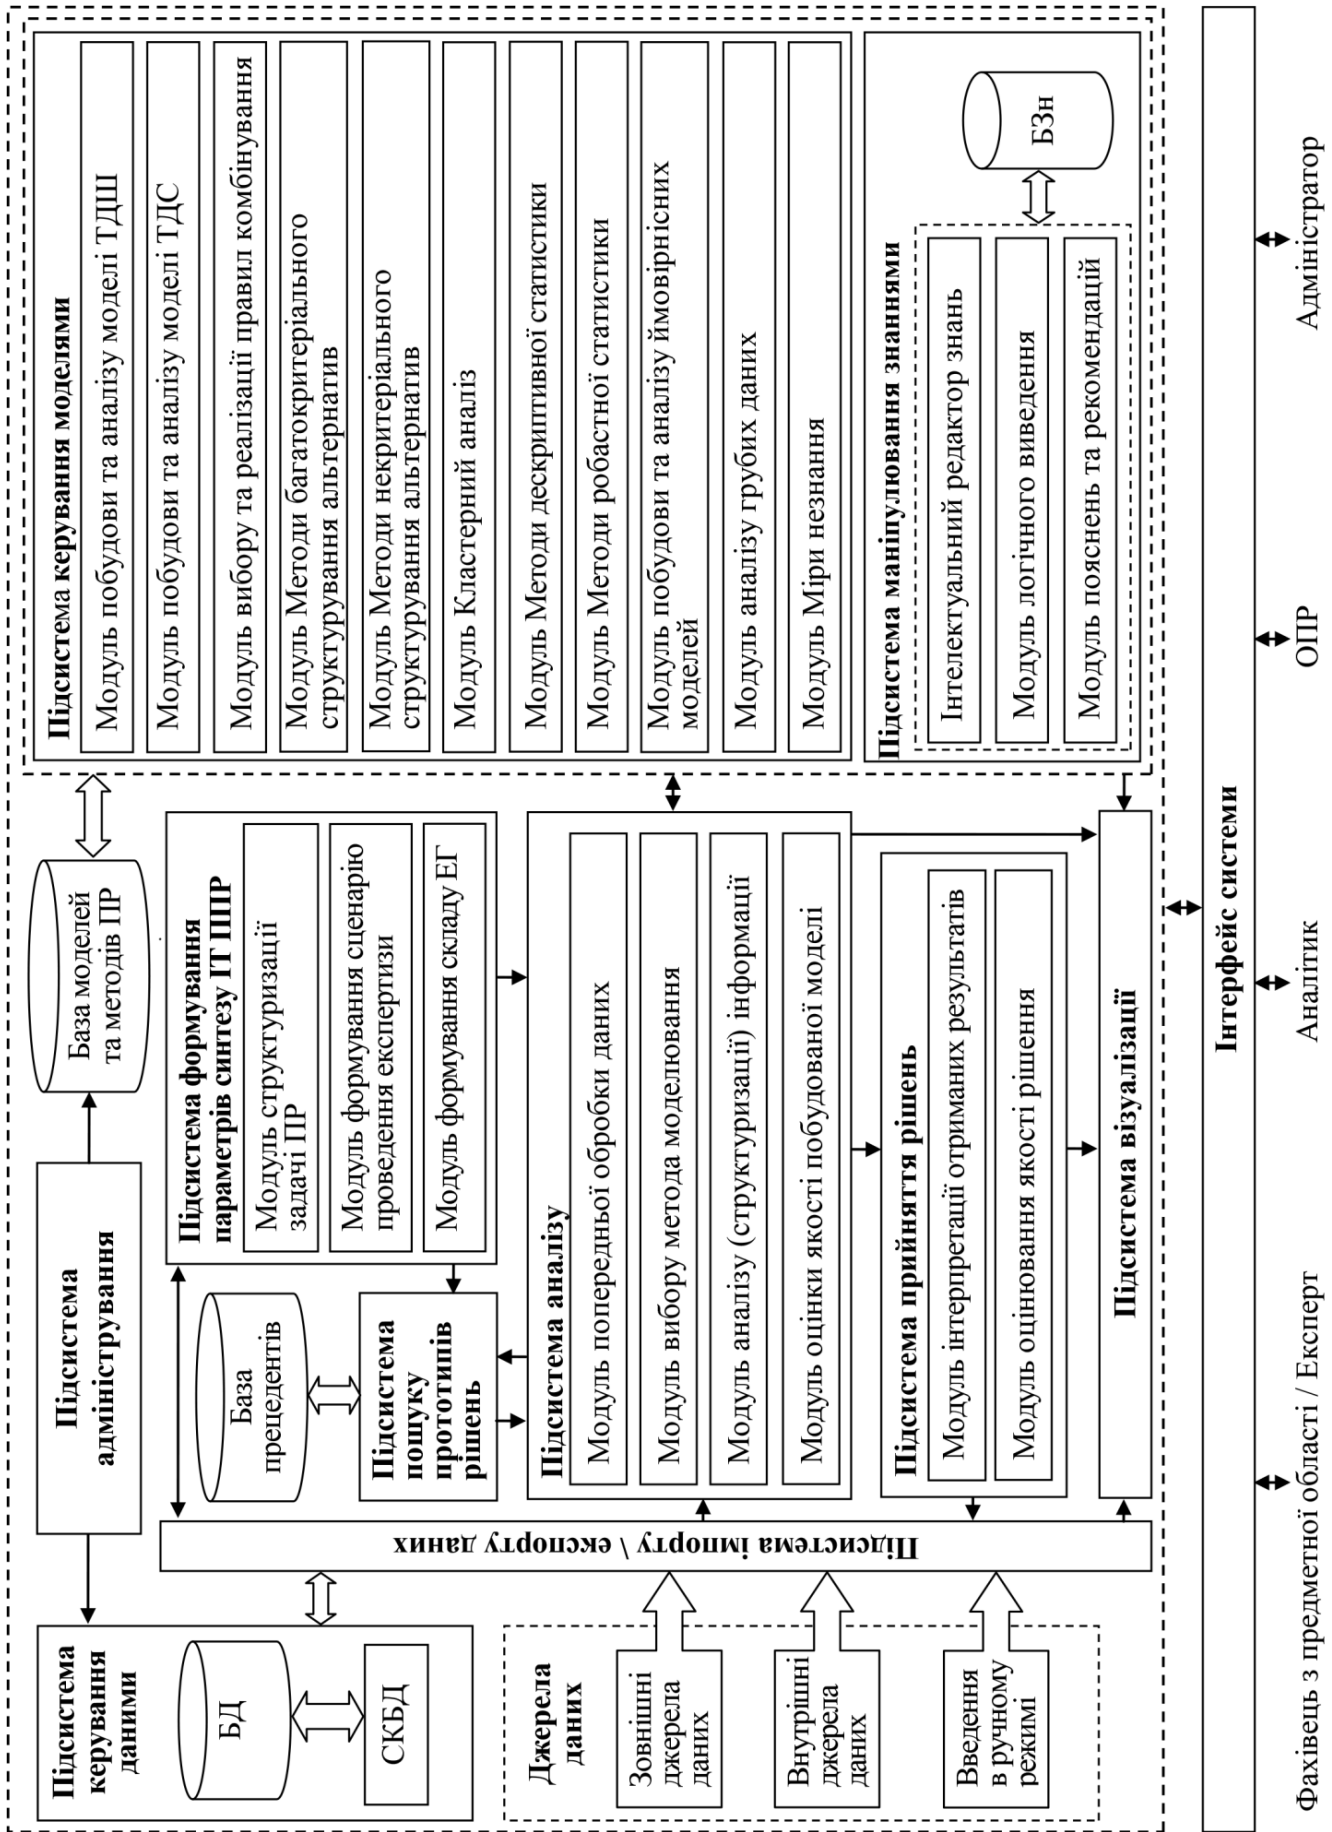 Підсистема
керування
даними
БД
СКБД
Джерела
даних
Зовнішні
джерела
даних
Внутрішні
джерела
даних
Введення
в ручному
режимі
Підсистема імпорту \ експорту даних
Підсистема
адміністрування
База моделей
та методів ПР
База
прецедентів
Підсистема
пошуку
прототипів
рішень
Підсистема формування
параметрів синтезу ІТ ППР
Модуль структуризації
задачі ПР
Модуль формування сценарію
проведення експертизи
Модуль формування складу ЕГ
Підсистема аналізу
Модуль попередньої обробки даних
Модуль вибору метода моделювання
Модуль аналізу (структуризації) інформації
Модуль оцінки якості побудованої моделі
Підсистема прийняття рішень
Модуль інтерпретації отриманих результатів
Модуль оцінювання якості рішення
Підсистема візуалізації
Підсистема керування моделями
Модуль побудови та аналізу моделі ТДШ
Модуль побудови та аналізу моделі ТДС
Модуль вибору та реалізації правил комбінування
Модуль Методи багатокритеріального
структурування альтернатив
Модуль Методи некритеріального
структурування альтернатив
Модуль Кластерний аналіз
Модуль Методи дескриптивної статистики
Модуль Методи робастної статистики
Модуль побудови та аналізу ймовірнісних
моделей
Модуль аналізу грубих даних
Модуль Міри незнання
Підсистема маніпулювання знаннями
Інтелектуальний редактор знань
Модуль логічного виведення
Модуль пояснень та рекомендацій
БЗн
Інтерфейс системи
Фахівець з предметної області / Експерт
Аналітик
ОПР
Адміністратор